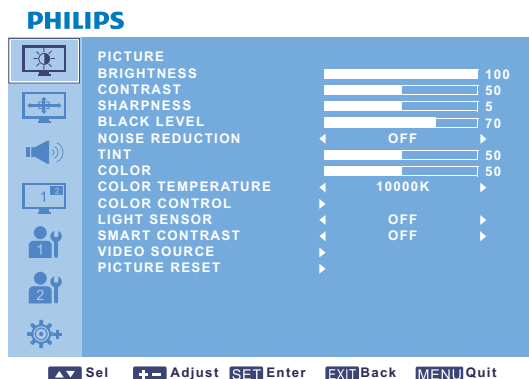 PHILIPS
PICTURE
BRIGHTNESS 100
CONTRAST 50
SHARPNESS 5
BLACK LEVEL 70
NOISE REDUCTION OFF
TINT 50
COLOR 50
COLOR TEMPERATURE 10000K
COLOR CONTROL
LIGHT SENSOR OFF
SMART CONTRAST OFF
VIDEO SOURCE
PICTURE RESET
1 2
1
2
Sel Adjust SET Enter EXIT Back MENU Quit